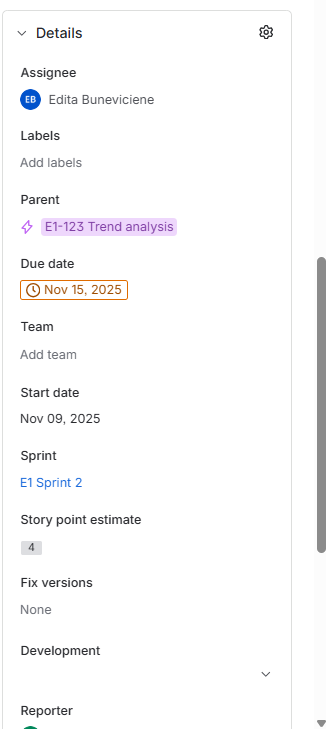 Details
Assignee
EB Edita Buneviciene
Labels
Add labels
Parent
E1-123 Trend analysis
Due date
Nov 15, 2025
Team
Add team
Start date
Nov 09, 2025
Sprint
E1 Sprint 2
Story point estimate
4
Fix versions
None
Development
Reporter